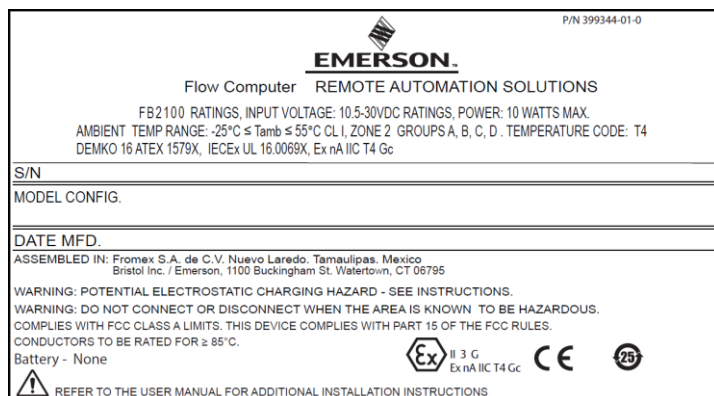 P/N 399344-01-0
EMERSON™
Flow Computer REMOTE AUTOMATION SOLUTIONS
FB2100 RATINGS, INPUT VOLTAGE: 10.5-30VDC RATINGS, POWER: 10 WATTS MAX.
AMBIENT TEMP RANGE: -25°C ≤ Tamb ≤ 55°C CL I, ZONE 2 GROUPS A, B, C, D . TEMPERATURE CODE: T4
DEMKO 16 ATEX 1579X, IECEx UL 16.0069X, Ex nA IIC T4 Gc
S/N
MODEL CONFIG.
DATE MFD.
ASSEMBLED IN: Fromex S.A. de C.V. Nuevo Laredo. Tamaulipas. Mexico
Bristol Inc. / Emerson, 1100 Buckingham St. Watertown, CT 06795
WARNING: POTENTIAL ELECTROSTATIC CHARGING HAZARD - SEE INSTRUCTIONS.
WARNING: DO NOT CONNECT OR DISCONNECT WHEN THE AREA IS KNOWN TO BE HAZARDOUS.
COMPLIES WITH FCC CLASS A LIMITS. THIS DEVICE COMPLIES WITH PART 15 OF THE FCC RULES.
CONDUCTORS TO BE RATED FOR ≥ 85°C.
Battery - None
Ex II 3 G
Ex nA IIC T4 Gc
CE
25
REFER TO THE USER MANUAL FOR ADDITIONAL INSTALLATION INSTRUCTIONS